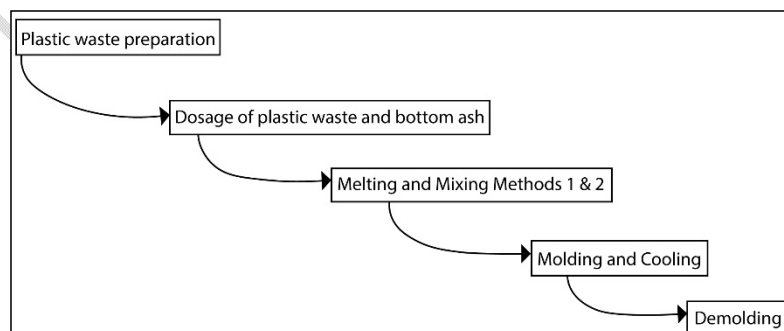 Plastic waste preparation
Dosage of plastic waste and bottom ash
Melting and Mixing Methods 1 & 2
Molding and Cooling
Demolding